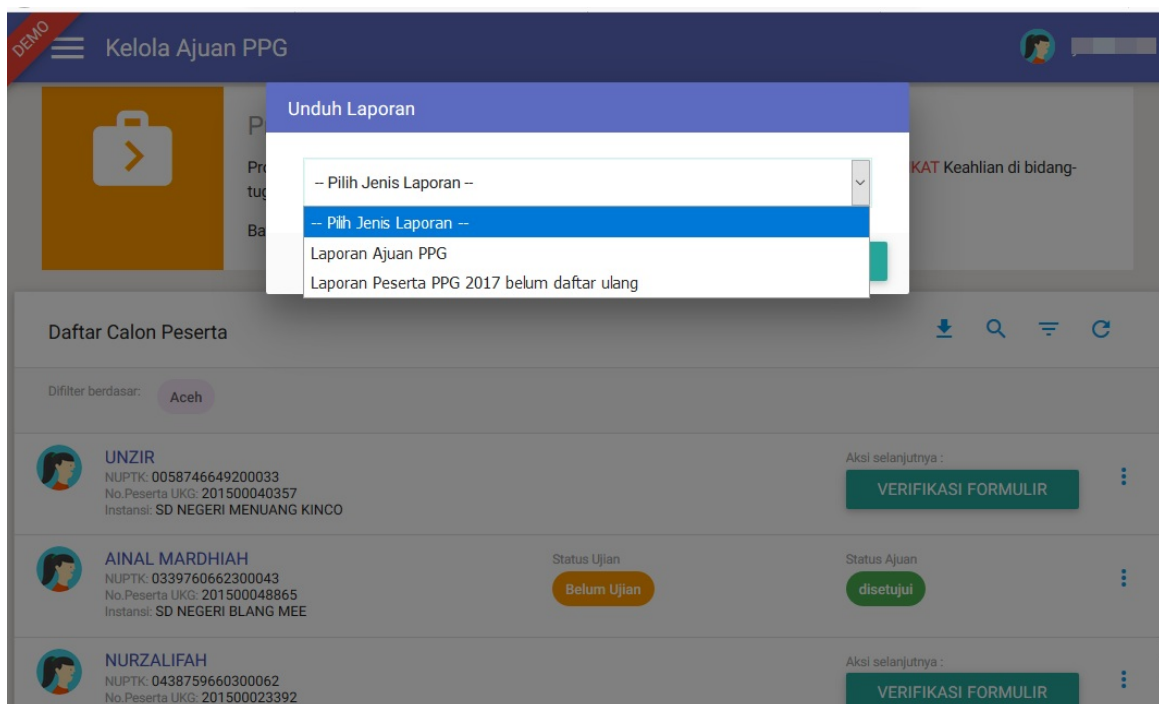 DEMO
Kelola Ajuan PPG
Unduh Laporan
-- Pilih Jenis Laporan --
-- Pilih Jenis Laporan --
Laporan Ajuan PPG
Laporan Peserta PPG 2017 belum daftar ulang
KAT Keahlian di bidang-
Daftar Calon Peserta
Difilter berdasar: Aceh
UNZIR
NUPTK: 0058746649200033
No.Peserta UKG: 201500040357
Instansi: SD NEGERI MENUANG KINCO
Aksi selanjutnya :
VERIFIKASI FORMULIR
AINAL MARDHIAH
NUPTK: 0339760662300043
No.Peserta UKG: 201500048865
Instansi: SD NEGERI BLANG MEE
Status Ujian
Belum Ujian
Status Ajuan
disetujui
NURZALIFAH
NUPTK: 0438759660300062
No.Peserta UKG: 201500023392
Aksi selanjutnya :
VERIFIKASI FORMULIR